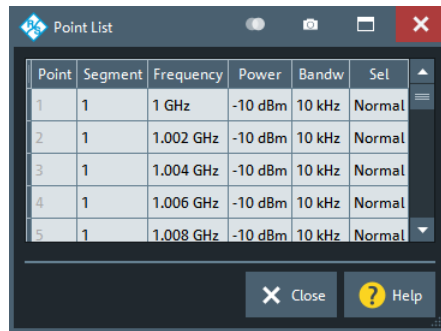 Point List
Point Segment Frequency Power Bandw Sel
1 1 1 GHz -10 dBm 10 kHz Normal
2 1 1.002 GHz -10 dBm 10 kHz Normal
3 1 1.004 GHz -10 dBm 10 kHz Normal
4 1 1.006 GHz -10 dBm 10 kHz Normal
5 1 1.008 GHz -10 dBm 10 kHz Normal
Close ? Help